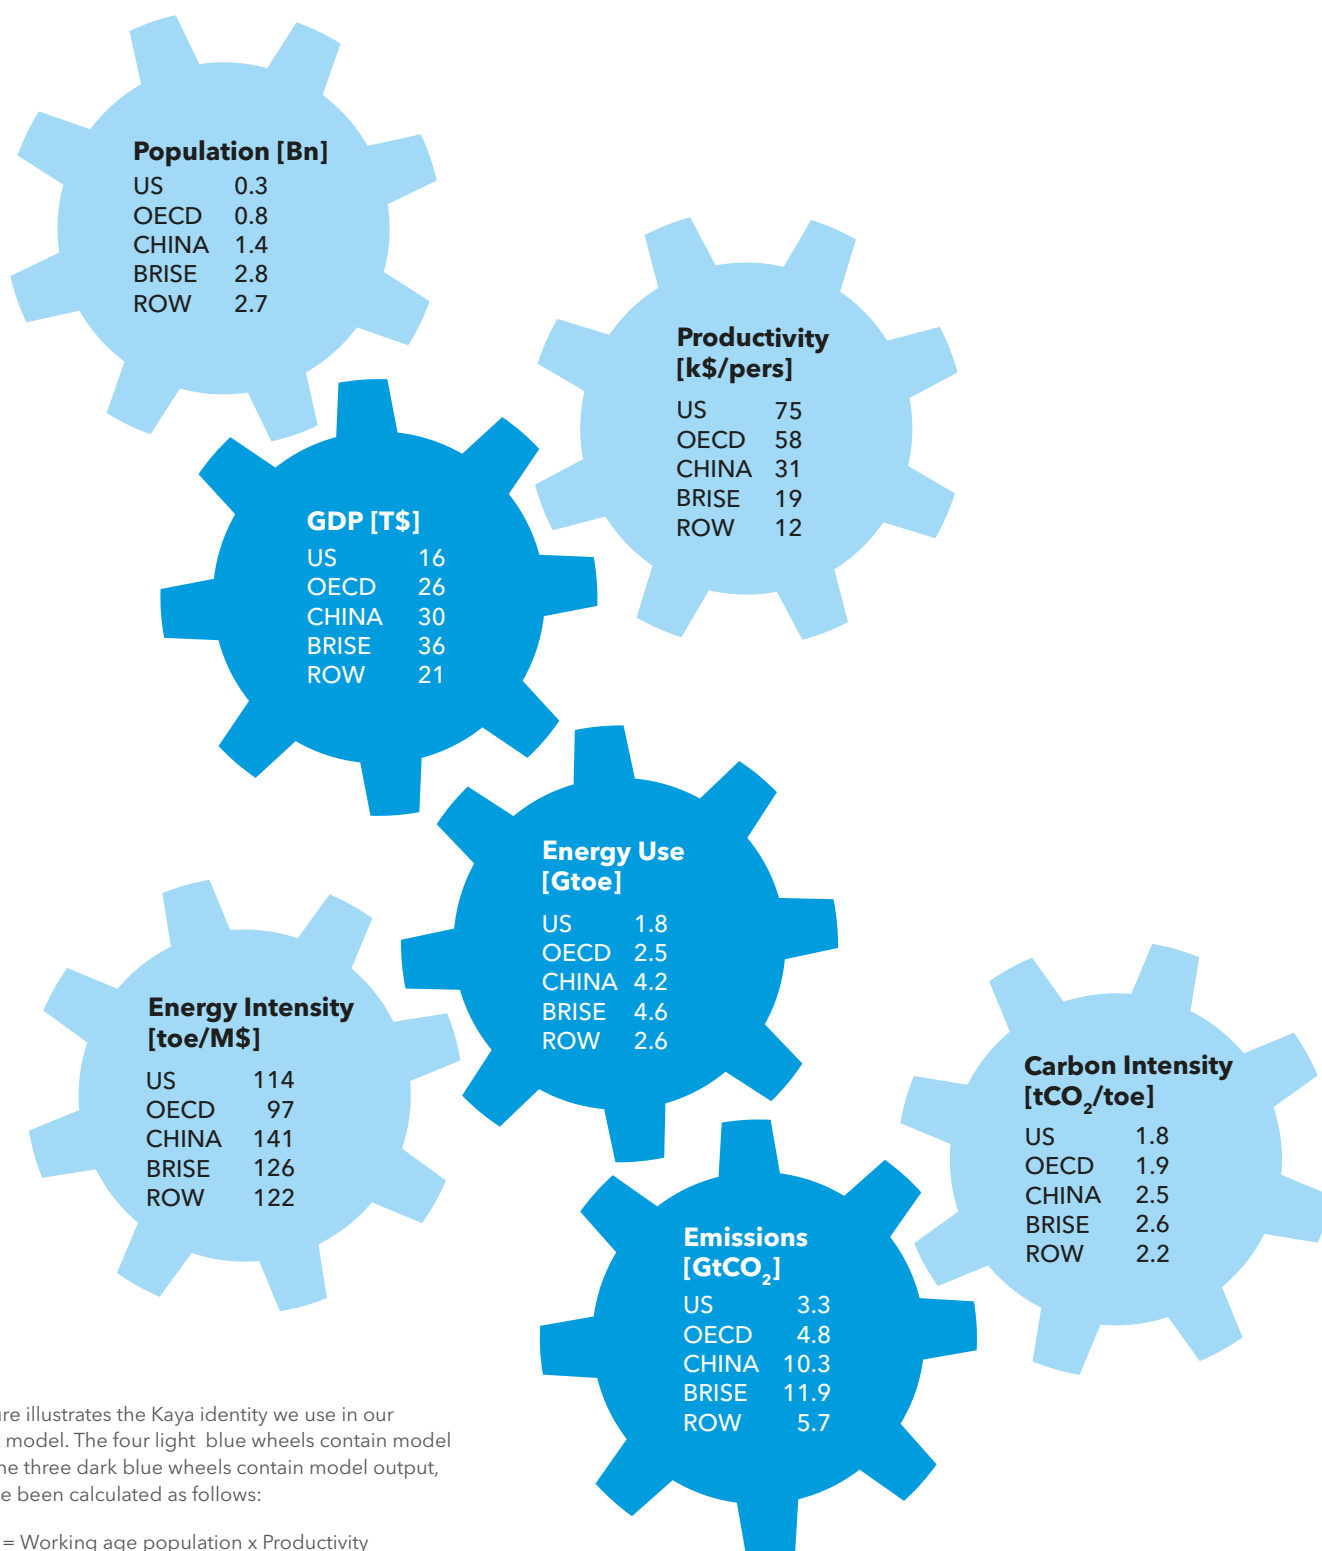 Population [Bn]
US 0.3
OECD 0.8
CHINA 1.4
BRISE 2.8
ROW 2.7
Productivity
[k$/pers]
US 75
OECD 58
CHINA 31
BRISE 19
ROW 12
GDP [T$]
US 16
OECD 26
CHINA 30
BRISE 36
ROW 21
Energy Use
[Gtoe]
US 1.8
OECD 2.5
CHINA 4.2
BRISE 4.6
ROW 2.6
Energy Intensity
[toe/M$]
US 114
OECD 97
CHINA 141
BRISE 126
ROW 122
Carbon Intensity
[tCO₂/toe]
US 1.8
OECD 1.9
CHINA 2.5
BRISE 2.6
ROW 2.2
Emissions
[GtCO₂]
US 3.3
OECD 4.8
CHINA 10.3
BRISE 11.9
ROW 5.7
ure illustrates the Kaya identity we use in our
model. The four light blue wheels contain model
he three dark blue wheels contain model output,
e been calculated as follows:
= Working age population x Productivity